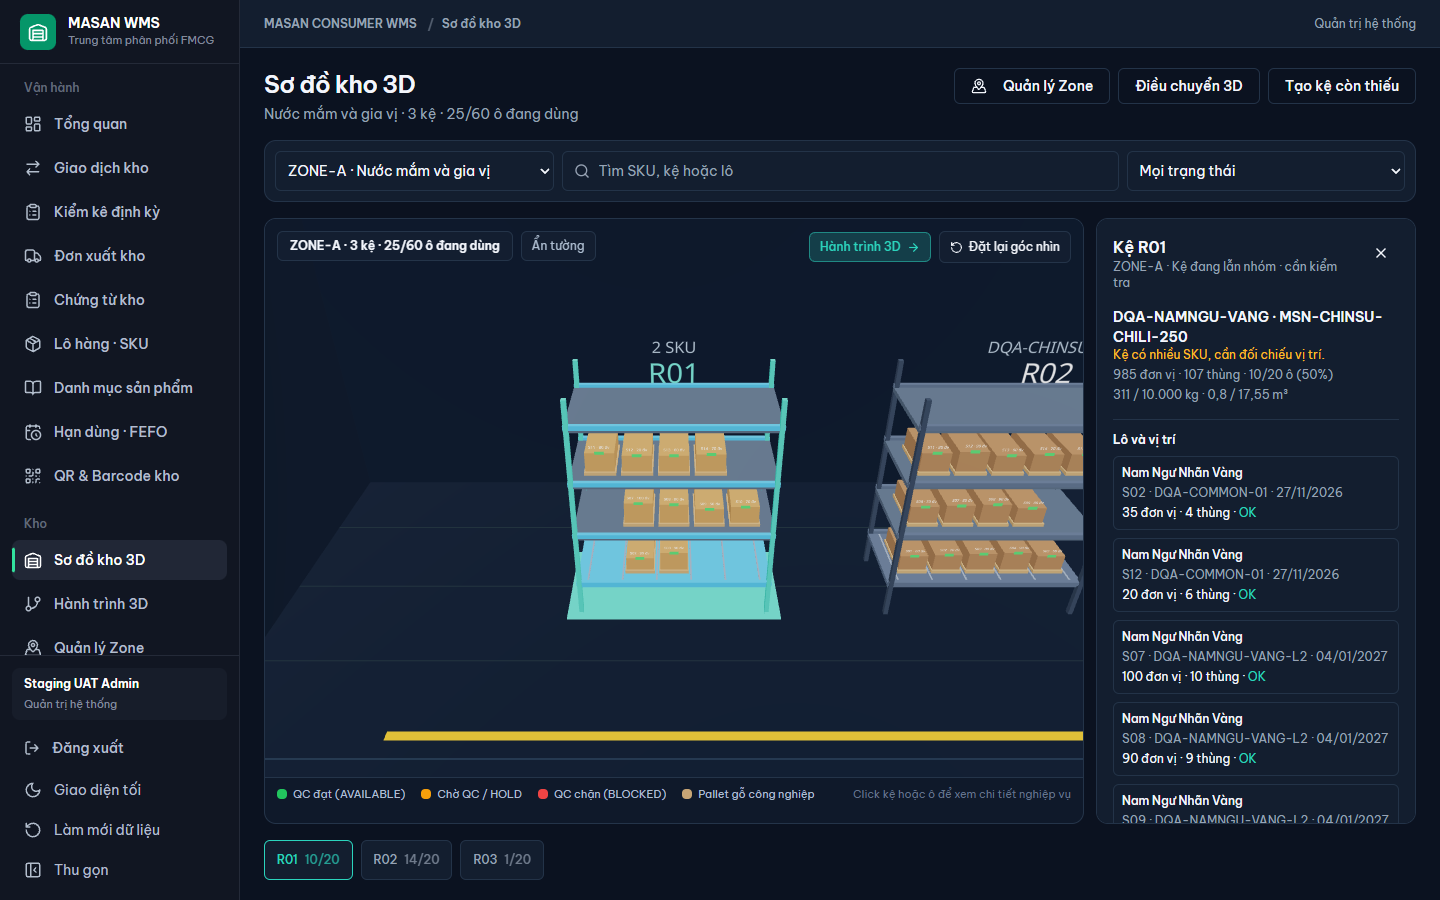 MASAN WMS
Trung tâm phân phối FMCG
Vận hành
Tổng quan
Giao dịch kho
Kiểm kê định kỳ
Đơn xuất kho
Chứng từ kho
Lô hàng · SKU
Danh mục sản phẩm
Hạn dùng · FEFO
QR & Barcode kho
Kho
Sơ đồ kho 3D
Hành trình 3D
Quản lý Zone
Staging UAT Admin
Quản trị hệ thống
Đăng xuất
Giao diện tối
Làm mới dữ liệu
Thu gọn
MASAN CONSUMER WMS / Sơ đồ kho 3D
Quản trị hệ thống
Sơ đồ kho 3D
Nước mắm và gia vị · 3 kệ · 25/60 ô đang dùng
Quản lý Zone
Điều chuyển 3D
Tạo kệ còn thiếu
ZONE-A · Nước mắm và gia vị
Tìm SKU, kệ hoặc lô
Mọi trạng thái
ZONE-A · 3 kệ · 25/60 ô đang dùng
Ẩn tường
Hành trình 3D →
Đặt lại góc nhìn
2 SKU
R01
DQA-CHINSU
R02
QC đạt (AVAILABLE)
Chờ QC / HOLD
QC chặn (BLOCKED)
Pallet gỗ công nghiệp
Click kệ hoặc ô để xem chi tiết nghiệp vụ
R01 10/20
R02 14/20
R03 1/20
Kệ R01
ZONE-A · Kệ đang lẫn nhóm · cần kiểm
tra
DQA-NAMNGU-VANG · MSN-CHINSU-
CHILI-250
Kệ có nhiều SKU, cần đối chiếu vị trí.
985 đơn vị · 107 thùng · 10/20 ô (50%)
311 / 10.000 kg · 0,8 / 17,55 m³
Lô và vị trí
Nam Ngư Nhãn Vàng
S02 · DQA-COMMON-01 · 27/11/2026
35 đơn vị · 4 thùng · OK
Nam Ngư Nhãn Vàng
S12 · DQA-COMMON-01 · 27/11/2026
20 đơn vị · 6 thùng · OK
Nam Ngư Nhãn Vàng
S07 · DQA-NAMNGU-VANG-L2 · 04/01/2027
100 đơn vị · 10 thùng · OK
Nam Ngư Nhãn Vàng
S08 · DQA-NAMNGU-VANG-L2 · 04/01/2027
90 đơn vị · 9 thùng · OK
Nam Ngư Nhãn Vàng
S09 · DQA-NAMNGU-VANG-L2 · 04/01/2027